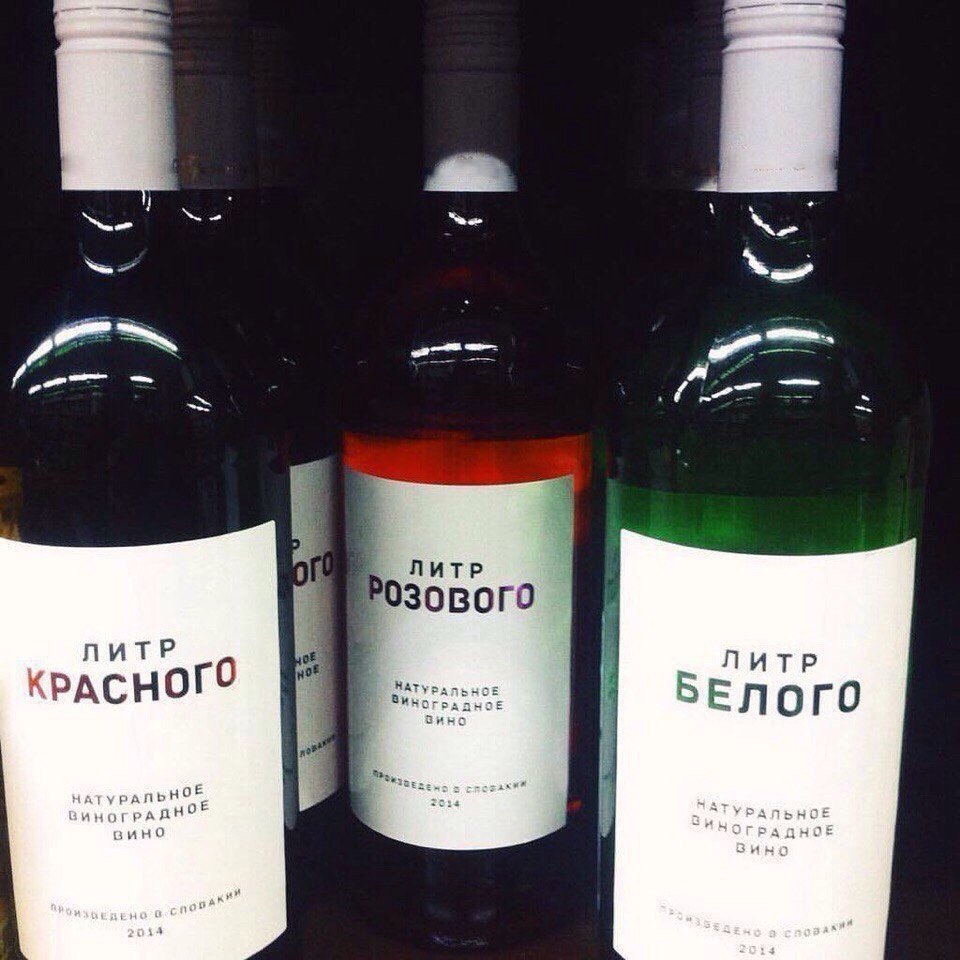 ЛИТР
КРАСНОГО
НАТУРАЛЬНОЕ
ВИНОГРАДНОЕ
ВИНО
ПРОИЗВЕДЕНО В СЛОВАКИИ
2014
ЛИТР
РОЗОВОГО
НАТУРАЛЬНОЕ
ВИНОГРАДНОЕ
ВИНО
ПРОИЗВЕДЕНО В СЛОВАКИИ
2014
ЛИТР
БЕЛОГО
НАТУРАЛЬНОЕ
ВИНОГРАДНОЕ
ВИНО
ПРОИЗВЕДЕНО В СЛОВАКИИ
2014